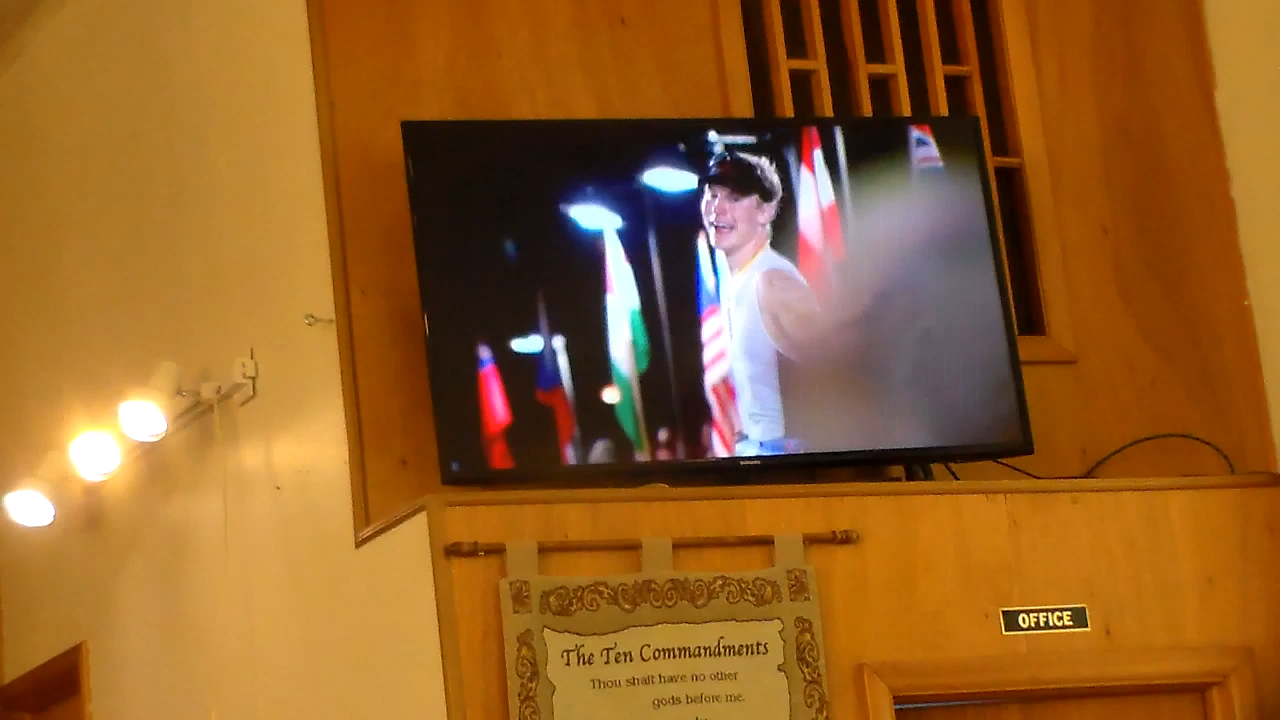 OFFICE
The Ten Commandments
Thou shalt have no other
gods before me.